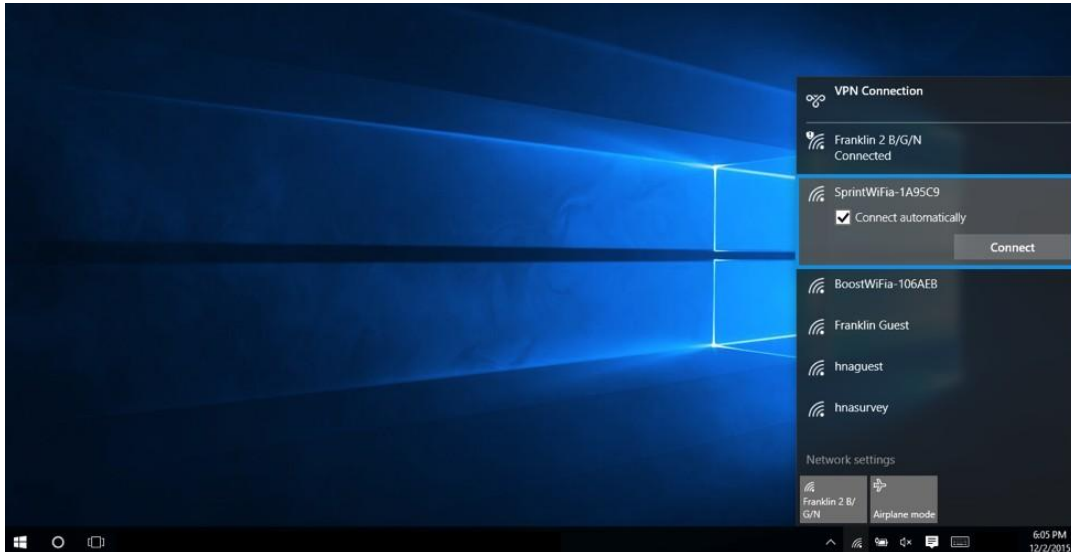 VPN Connection
Franklin 2 B/G/N
Connected
SprintWiFia-1A95C9
Connect automatically
Connect
BoostWiFia-106AEB
Franklin Guest
hnaguest
hnasurvey
Network settings
Franklin 2 B/
G/N
Airplane mode
6:05 PM
12/2/2015